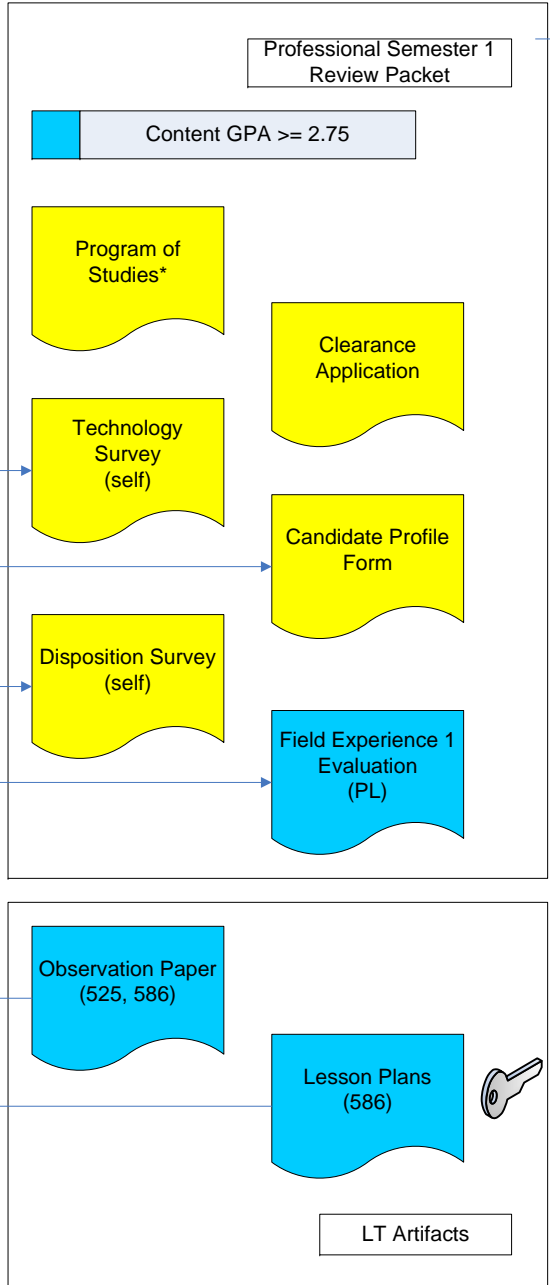 Professional Semester 1
Review Packet
Content GPA >= 2.75
Program of
Studies*
Clearance
Application
Technology
Survey
(self)
Candidate Profile
Form
Disposition Survey
(self)
Field Experience 1
Evaluation
(PL)
Observation Paper
(525, 586)
Lesson Plans
(586)
LT Artifacts